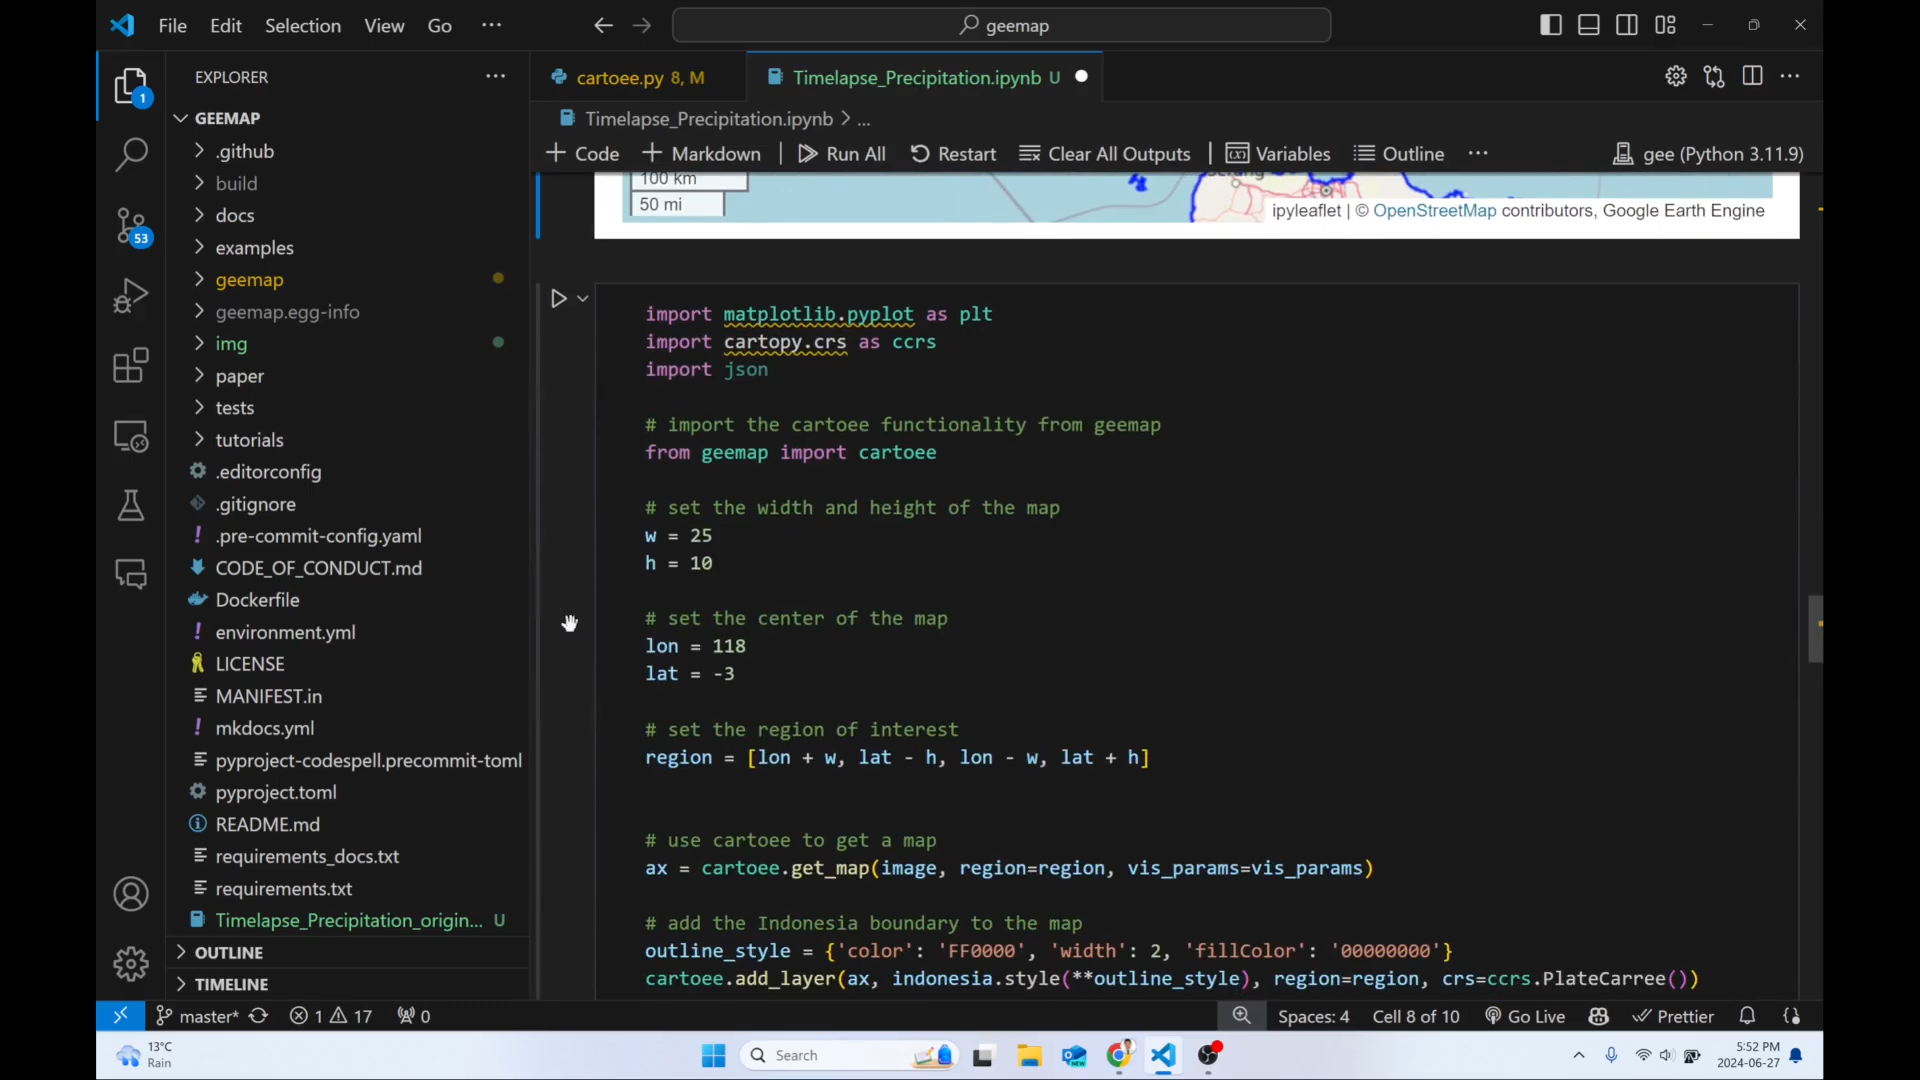 File Edit Selection View Go ···
geemap
EXPLORER ···
GEEMAP
.github
build
docs
examples
geemap
geemap.egg-info
img
paper
tests
tutorials
.editorconfig
.gitignore
.pre-commit-config.yaml
CODE_OF_CONDUCT.md
Dockerfile
environment.yml
LICENSE
MANIFEST.in
mkdocs.yml
pyproject-codespell.precommit-toml
pyproject.toml
README.md
requirements_docs.txt
requirements.txt
Timelapse_Precipitation_origin... U
OUTLINE
TIMELINE
1
53
cartoee.py 8, M
Timelapse_Precipitation.ipynb U
Timelapse_Precipitation.ipynb > ...
+ Code + Markdown | Run All Restart Clear All Outputs | Variables Outline ··· gee (Python 3.11.9)
100 km
50 mi
ipyleaflet | © OpenStreetMap contributors, Google Earth Engine
import matplotlib.pyplot as plt
import cartopy.crs as ccrs
import json
# import the cartoee functionality from geemap
from geemap import cartoee
# set the width and height of the map
w = 25
h = 10
# set the center of the map
lon = 118
lat = -3
# set the region of interest
region = [lon + w, lat - h, lon - w, lat + h]
# use cartoee to get a map
ax = cartoee.get_map(image, region=region, vis_params=vis_params)
# add the Indonesia boundary to the map
outline_style = {'color': 'FF0000', 'width': 2, 'fillColor': '00000000'}
cartoee.add_layer(ax, indonesia.style(**outline_style), region=region, crs=ccrs.PlateCarree())
master* 1 17 0
Spaces: 4 Cell 8 of 10 Go Live Prettier
13°C
Rain
Search
5:52 PM
2024-06-27